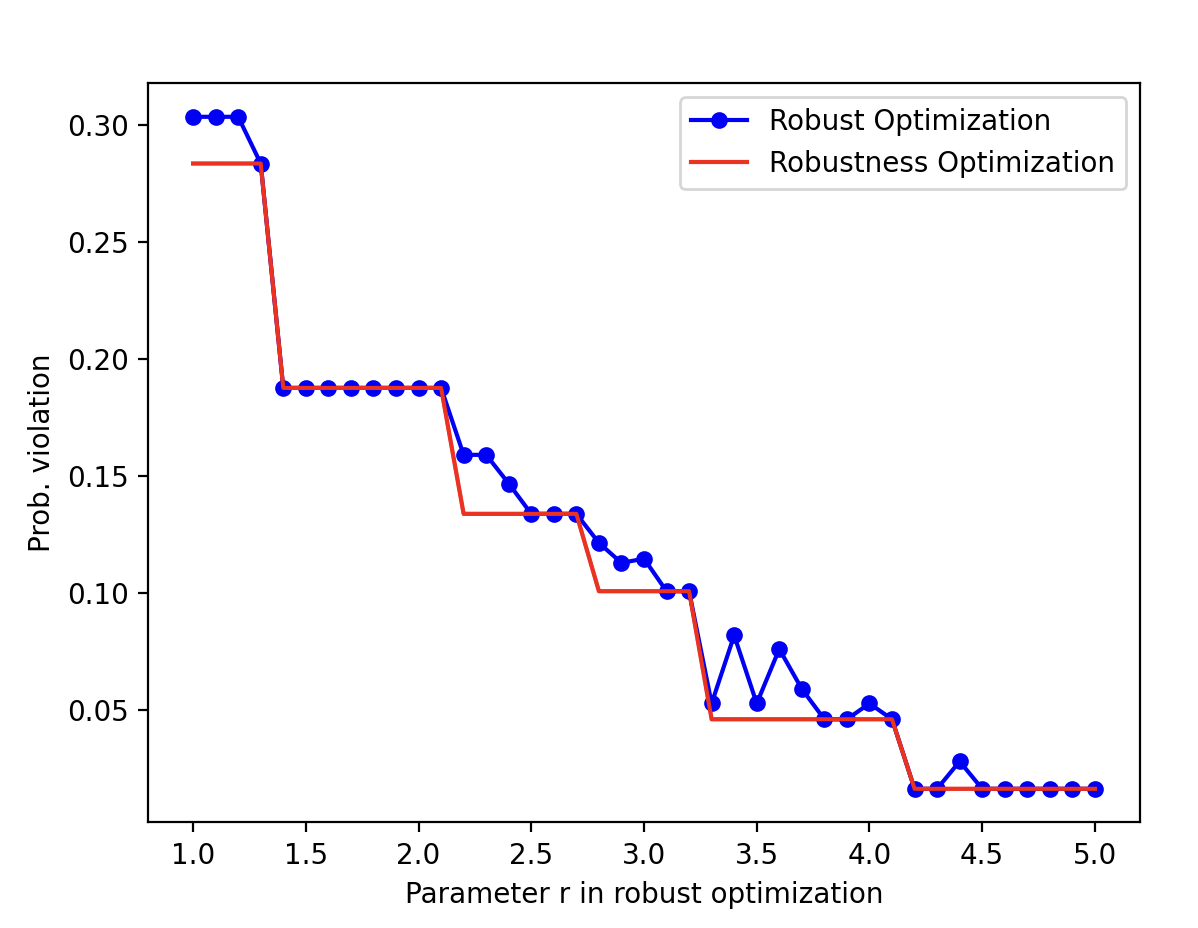 Robust Optimization
Robustness Optimization
0.30
0.25
0.20
0.15
0.10
0.05
Prob. violation
1.0 1.5 2.0 2.5 3.0 3.5 4.0 4.5 5.0
Parameter r in robust optimization